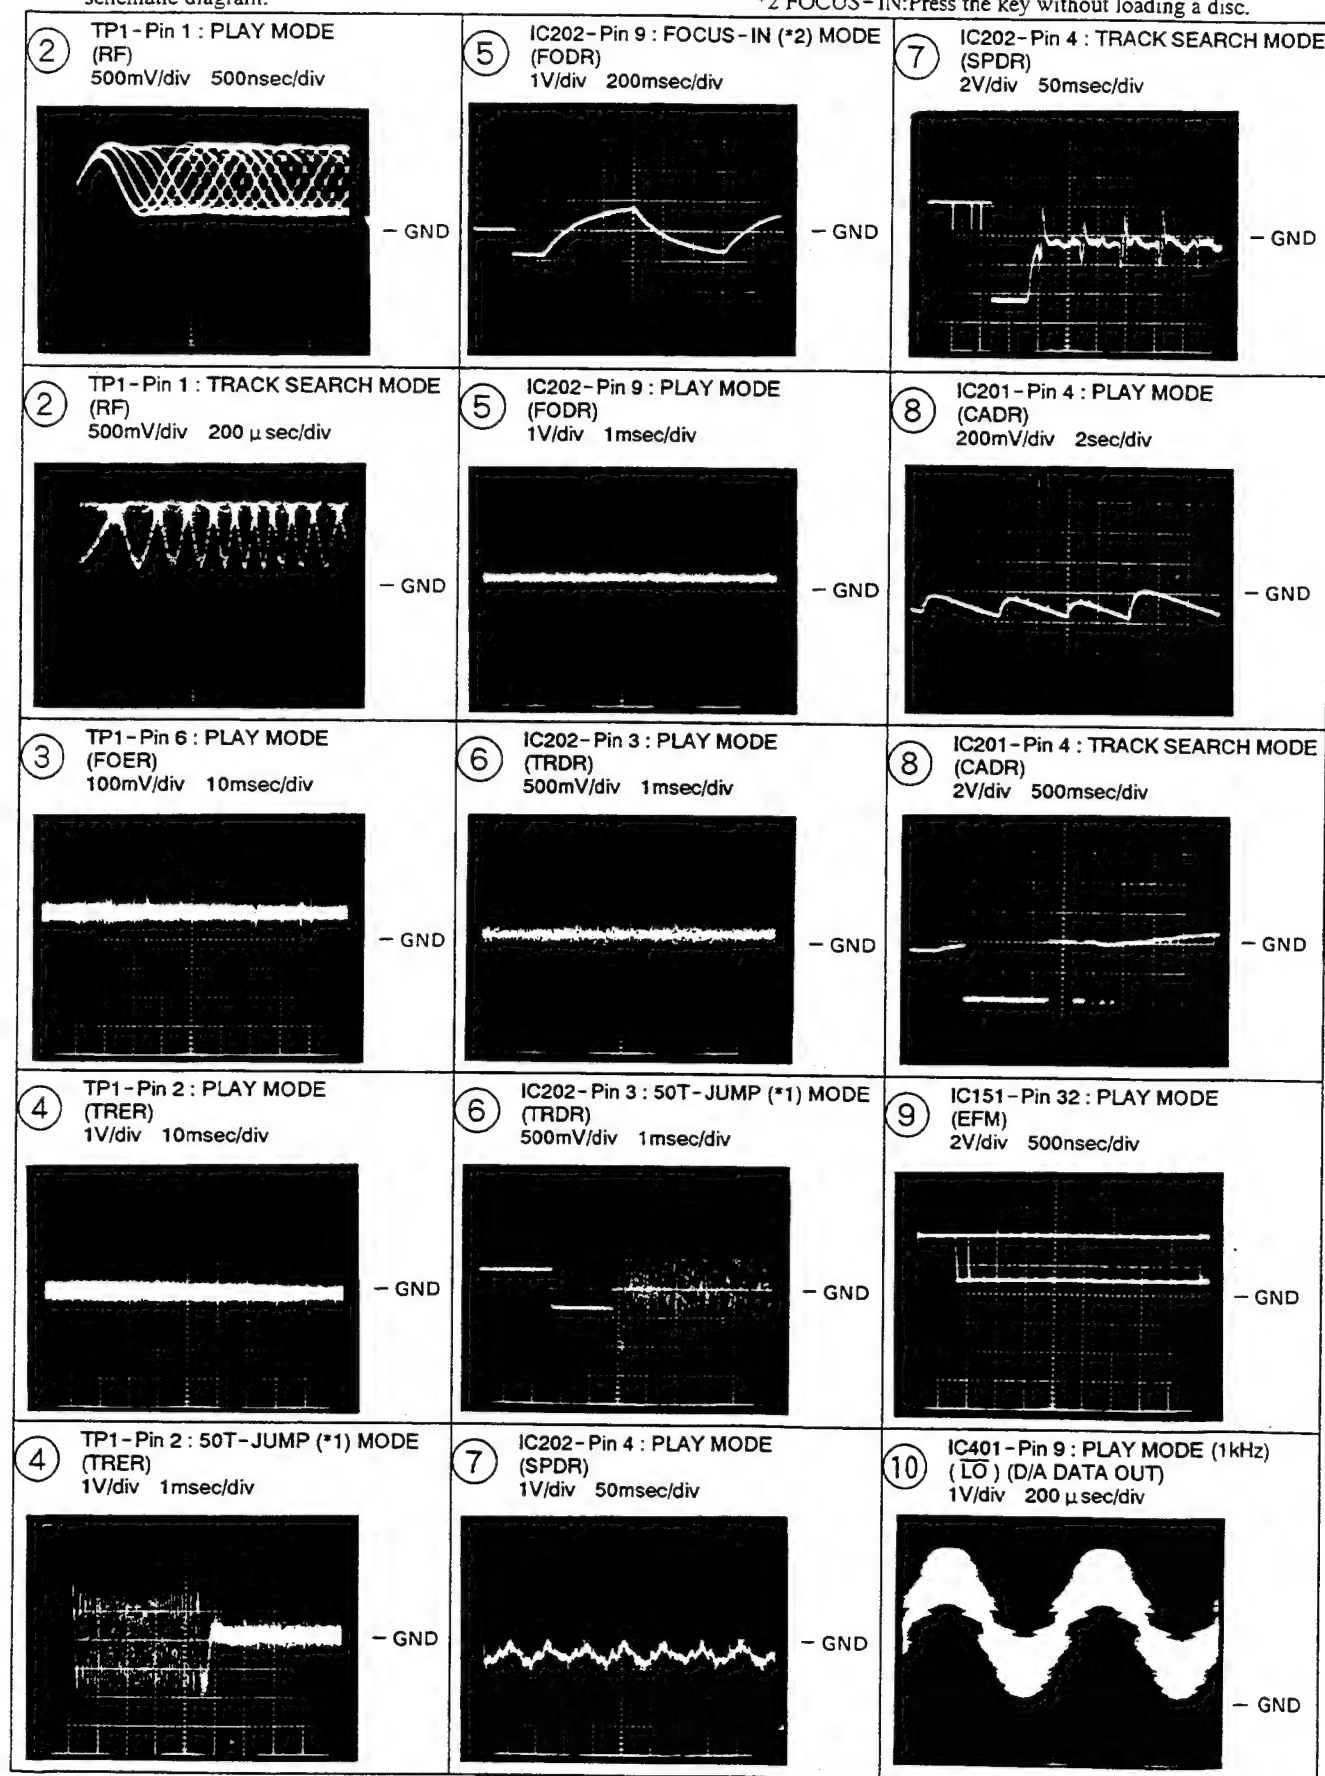 schematic diagram.
*2 FOCUS-IN:Press the key without loading a disc.
2
TP1-Pin 1 : PLAY MODE
(RF)
500mV/div 500nsec/div
- GND
5
IC202-Pin 9 : FOCUS-IN (*2) MODE
(FODR)
1V/div 200msec/div
- GND
7
IC202-Pin 4 : TRACK SEARCH MODE
(SPDR)
2V/div 50msec/div
- GND
2
TP1-Pin 1 : TRACK SEARCH MODE
(RF)
500mV/div 200 μ sec/div
- GND
5
IC202-Pin 9 : PLAY MODE
(FODR)
1V/div 1msec/div
- GND
8
IC201-Pin 4 : PLAY MODE
(CADR)
200mV/div 2sec/div
- GND
3
TP1-Pin 6 : PLAY MODE
(FOER)
100mV/div 10msec/div
- GND
6
IC202-Pin 3 : PLAY MODE
(TRDR)
500mV/div 1msec/div
- GND
8
IC201-Pin 4 : TRACK SEARCH MODE
(CADR)
2V/div 500msec/div
- GND
4
TP1-Pin 2 : PLAY MODE
(TRER)
1V/div 10msec/div
- GND
6
IC202-Pin 3 : 50T-JUMP (*1) MODE
(TRDR)
500mV/div 1msec/div
- GND
9
IC151-Pin 32 : PLAY MODE
(EFM)
2V/div 500nsec/div
- GND
4
TP1-Pin 2 : 50T-JUMP (*1) MODE
(TRER)
1V/div 1msec/div
- GND
7
IC202-Pin 4 : PLAY MODE
(SPDR)
1V/div 50msec/div
- GND
10
IC401-Pin 9 : PLAY MODE (1kHz)
( L̅O̅ ) (D/A DATA OUT)
1V/div 200 μ sec/div
- GND